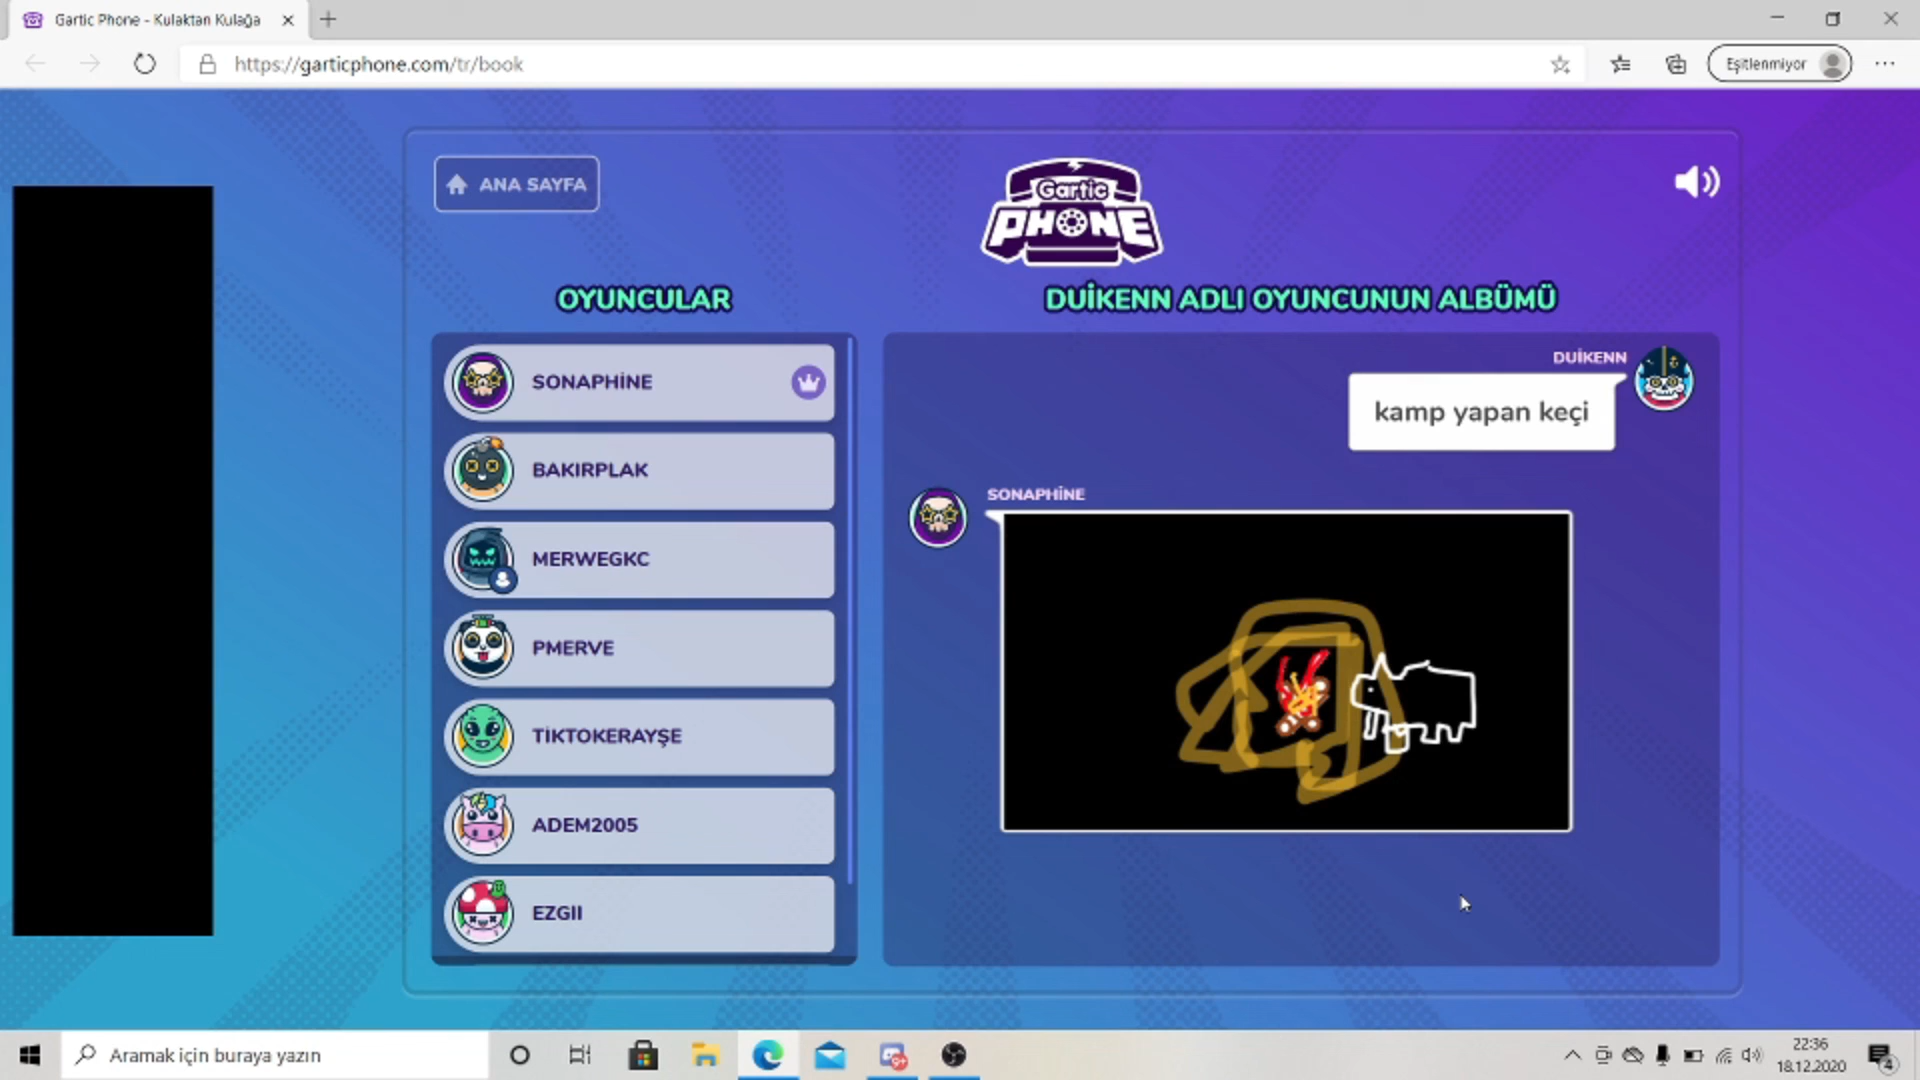 Gartic Phone - Kulaktan Kulağa
https://garticphone.com/tr/book
Eşitlenmiyor
ANA SAYFA
Gartic
PHONE
OYUNCULAR
DUİKENN ADLI OYUNCUNUN ALBÜMÜ
SONAPHİNE
BAKIRPLAK
MERWEGKC
PMERVE
TİKTOKERAYŞE
ADEM2005
EZGII
DUİKENN
kamp yapan keçi
SONAPHİNE
Aramak için buraya yazın
22:36
18.12.2020
4